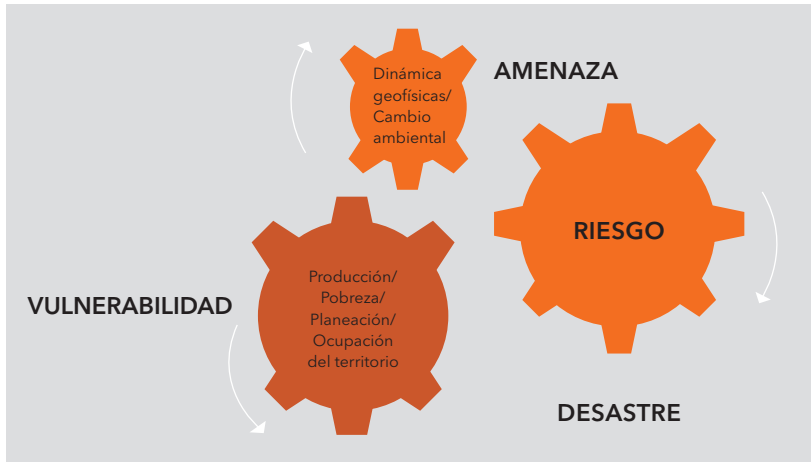 AMENAZA
Dinámica
geofísicas/
Cambio
ambiental
RIESGO
VULNERABILIDAD
Producción/
Pobreza/
Planeación/
Ocupación
del territorio
DESASTRE